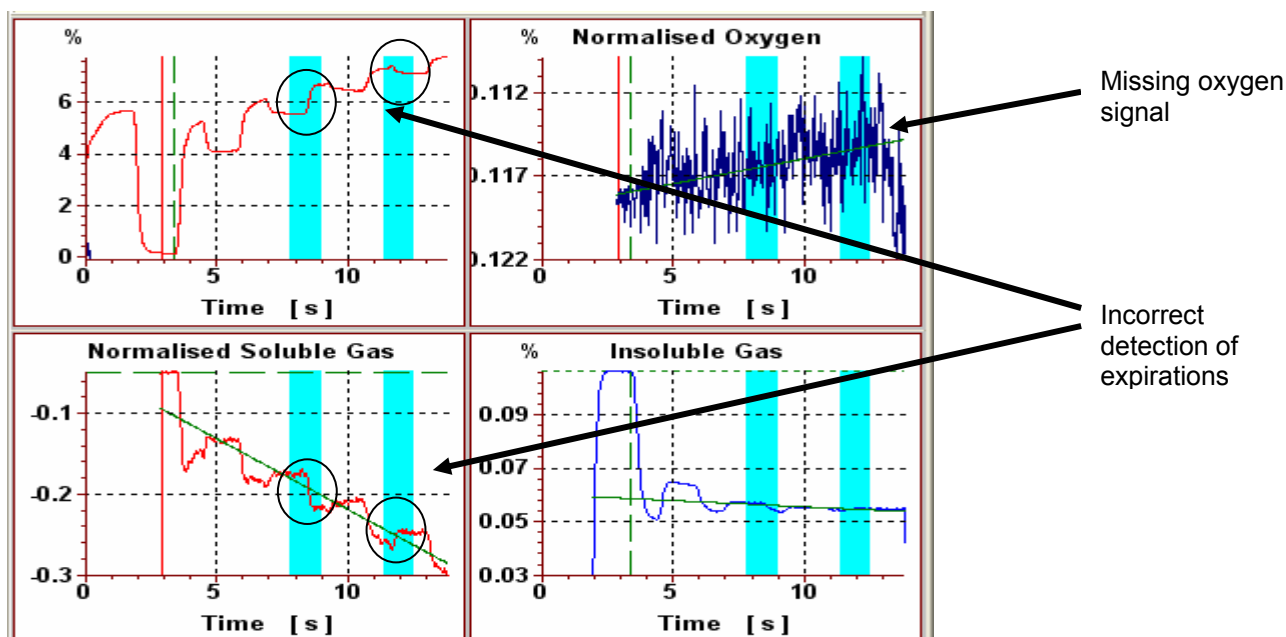 %
6
4
2
0
0
5
10
Time [s]
% Normalised Oxygen
0.112
0.117
0.122
0
5
10
Time [s]
Missing oxygen
signal
Normalised Soluble Gas
-0.1
-0.2
-0.3
0
5
10
Time [s]
% Insoluble Gas
0.09
0.07
0.05
0.03
0
5
10
Time [s]
Incorrect
detection of
expirations